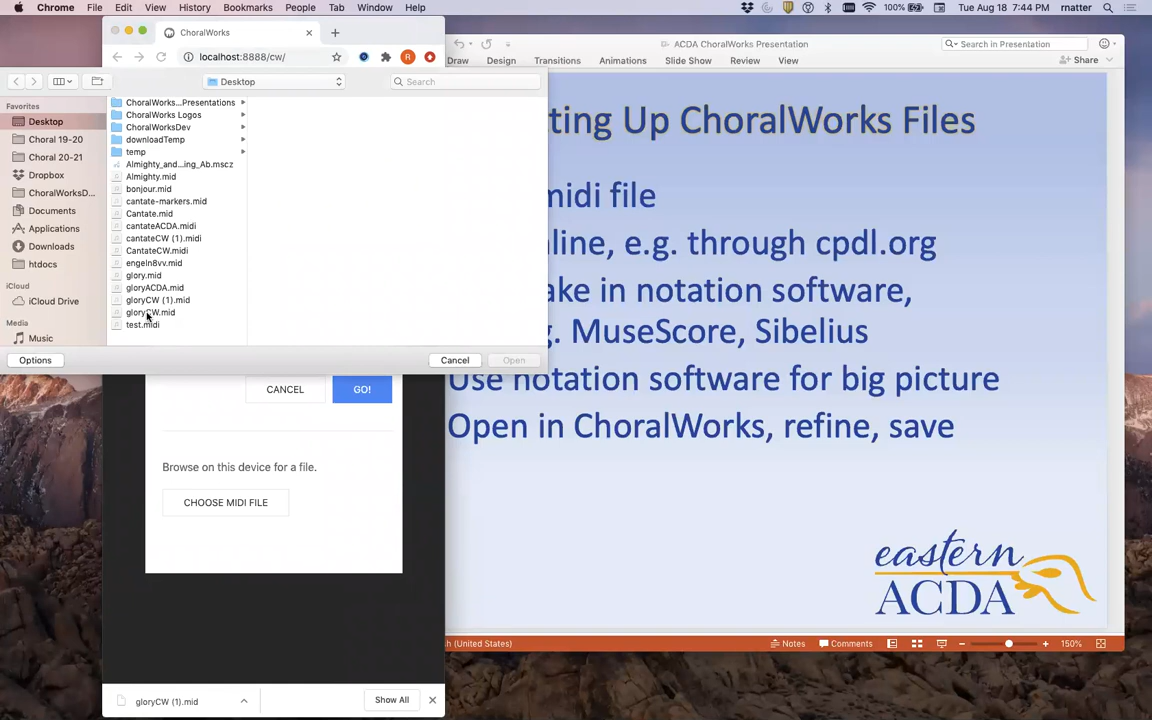 Chrome File Edit View History Bookmarks People Tab Window Help 100% Tue Aug 18 7:44 PM rnatter
ChoralWorks
localhost:8888/cw/
R
ACDA ChoralWorks Presentation
Search in Presentation
Draw Design Transitions Animations Slide Show Review View Share
Desktop
Search
Favorites
Desktop
Choral 19-20
Choral 20-21
Dropbox
ChoralWorksD...
Documents
Applications
Downloads
htdocs
iCloud
iCloud Drive
Media
Music
ChoralWorks...Presentations
ChoralWorks Logos
ChoralWorksDev
downloadTemp
temp
Almighty_and...ing_Ab.mscz
Almighty.mid
bonjour.mid
cantate-markers.mid
Cantate.mid
cantateACDA.midi
cantateCW (1).midi
CantateCW.midi
engeln8vv.mid
glory.mid
gloryACDA.mid
gloryCW (1).mid
gloryCW.mid
test.midi
Options
Cancel
Open
CANCEL
GO!
Browse on this device for a file.
CHOOSE MIDI FILE
gloryCW (1).mid
Show All
ting Up ChoralWorks Files
midi file
nline, e.g. through cpdl.org
ake in notation software,
g. MuseScore, Sibelius
Use notation software for big picture
Open in ChoralWorks, refine, save
eastern
ACDA
h (United States)
Notes
Comments
150%